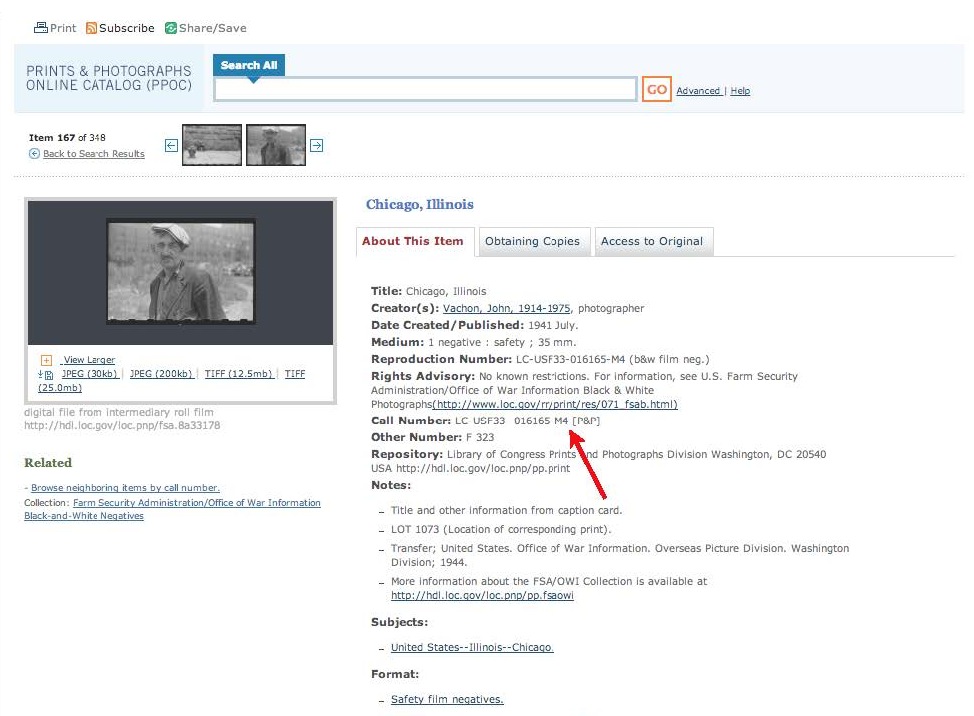 Print Subscribe Share/Save
Search All
PRINTS & PHOTOGRAPHS
ONLINE CATALOG (PPOC)
GO Advanced | Help
Item 167 of 348
Back to Search Results
Chicago, Illinois
About This Item Obtaining Copies Access to Original
View Larger
JPEG (30kb) | JPEG (200kb) | TIFF (12.5mb) | TIFF
(25.0mb)
digital file from intermediary roll film
http://hdl.loc.gov/loc.pnp/fsa.8a33178
Related
- Browse neighboring items by call number.
Collection: Farm Security Administration/Office of War Information
Black-and-White Negatives
Title: Chicago, Illinois
Creator(s): Vachon, John, 1914-1975, photographer
Date Created/Published: 1941 July.
Medium: 1 negative : safety ; 35 mm.
Reproduction Number: LC-USF33-016165-M4 (b&w film neg.)
Rights Advisory: No known restrictions. For information, see U.S. Farm Security
Administration/Office of War Information Black & White
Photographs(http://www.loc.gov/rr/print/res/071_fsab.html)
Call Number: LC-USF33- 016165-M4 [P&P]
Other Number: F 323
Repository: Library of Congress Prints and Photographs Division Washington, DC 20540
USA http://hdl.loc.gov/loc.pnp/pp.print
Notes:
- Title and other information from caption card.
- LOT 1073 (Location of corresponding print).
- Transfer; United States. Office of War Information. Overseas Picture Division. Washington
Division; 1944.
- More information about the FSA/OWI Collection is available at
http://hdl.loc.gov/loc.pnp/pp.fsaowi
Subjects:
- United States--Illinois--Chicago.
Format:
- Safety film negatives.